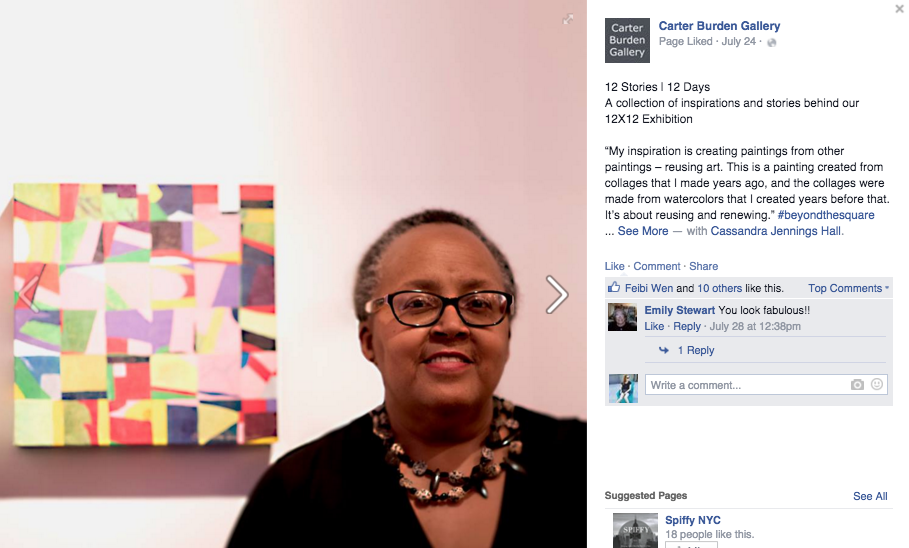 Carter
Burden
Gallery
Carter Burden Gallery
Page Liked · July 24 ·
12 Stories | 12 Days
A collection of inspirations and stories behind our
12X12 Exhibition
“My inspiration is creating paintings from other
paintings – reusing art. This is a painting created from
collages that I made years ago, and the collages were
made from watercolors that I created years before that.
It’s about reusing and renewing.” #beyondthesquare
... See More — with Cassandra Jennings Hall.
Like · Comment · Share
Feibi Wen and 10 others like this.
Top Comments
Emily Stewart You look fabulous!!
Like · Reply · July 28 at 12:38pm
1 Reply
Write a comment...
Suggested Pages
See All
SPIFFY
Spiffy NYC
18 people like this.